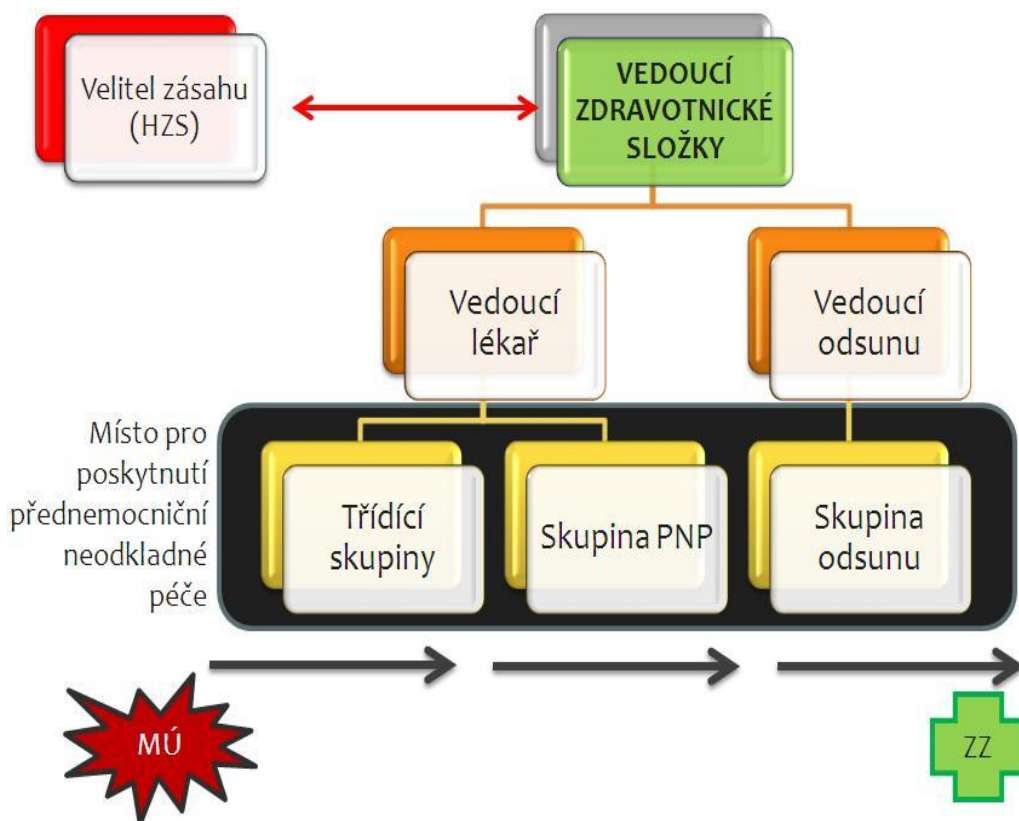 Velitel zásahu
(HZS)
VEDOUCÍ
ZDRAVOTNICKÉ
SLOŽKY
Vedoucí
lékař
Vedoucí
odsunu
Místo pro
poskytnutí
přednemocniční
neodkladné
péče
Třídící
skupiny
Skupina PNP
Skupina
odsunu
MÚ
ZZ